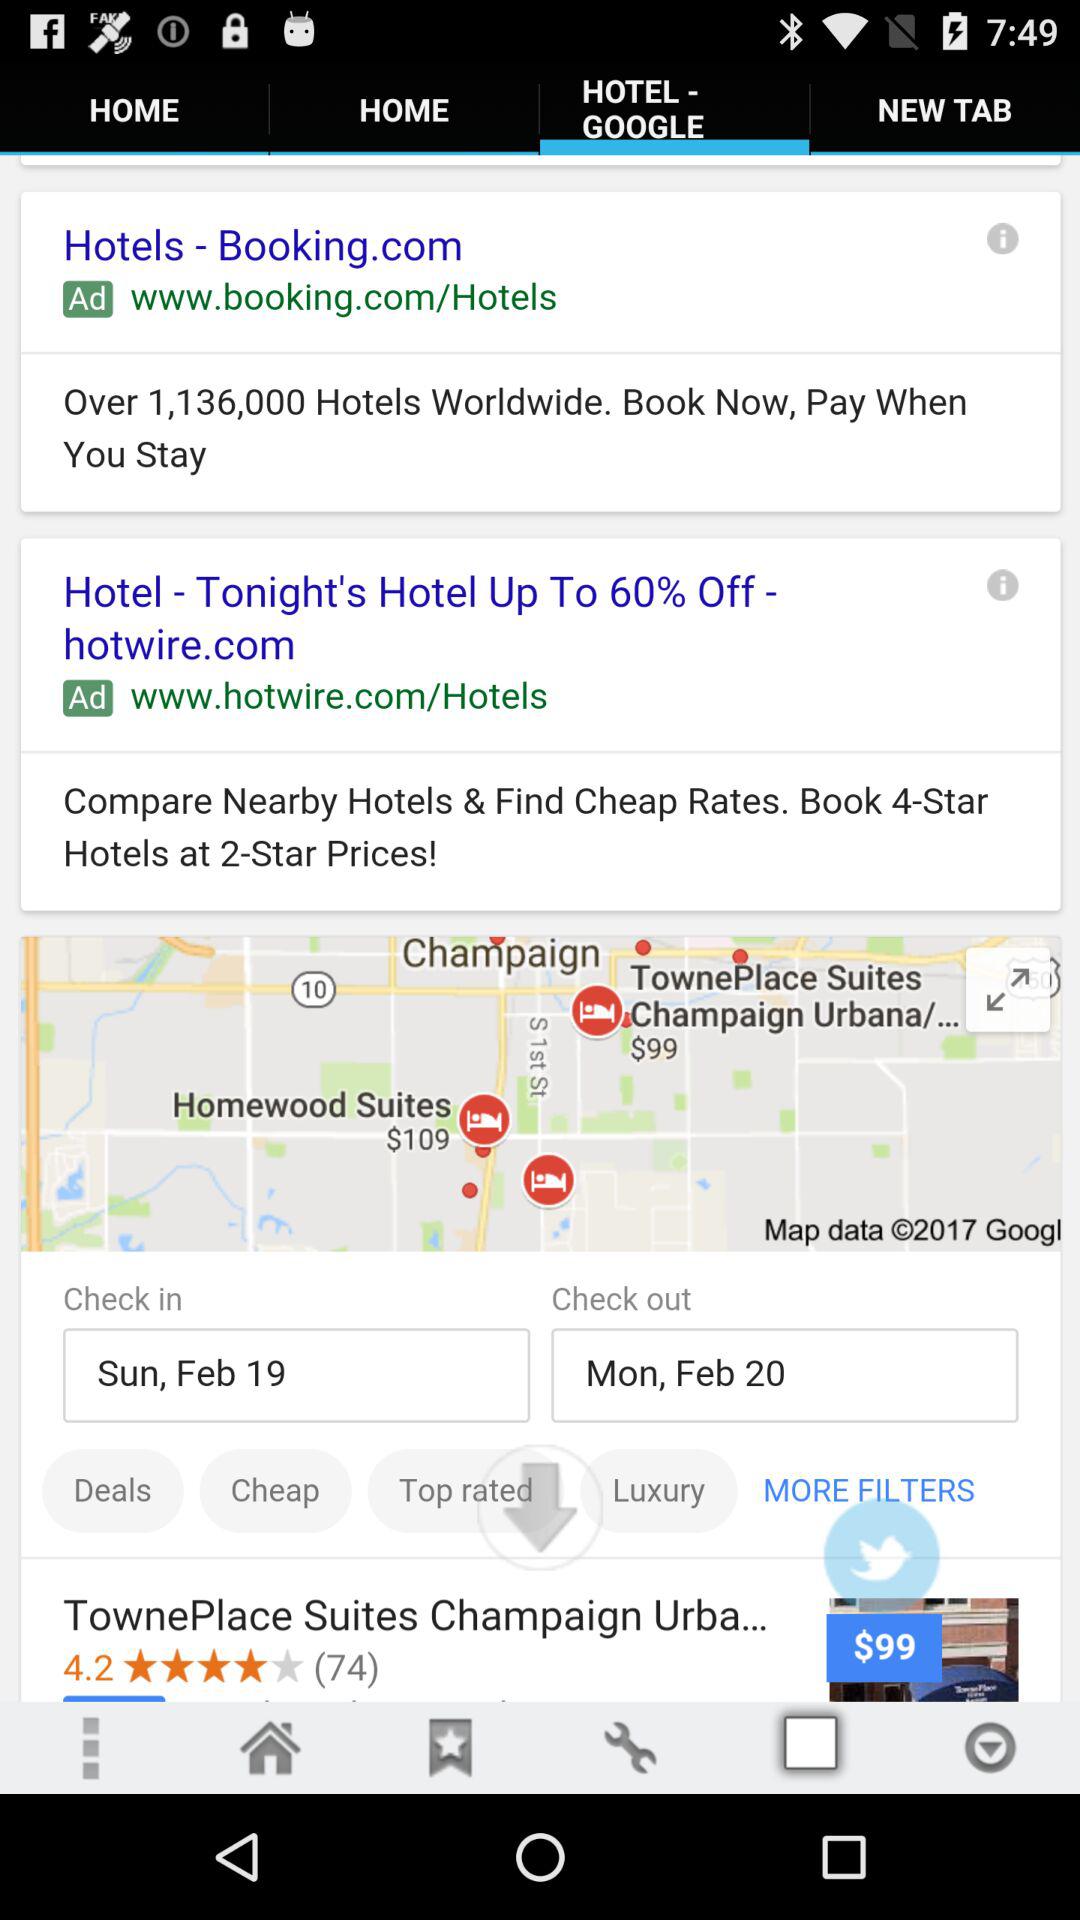 FAKE
7:49
HOME
HOME
HOTEL -
GOOGLE
NEW TAB
Hotels - Booking.com
Ad www.booking.com/Hotels
Over 1,136,000 Hotels Worldwide. Book Now, Pay When
You Stay
Hotel - Tonight's Hotel Up To 60% Off -
hotwire.com
Ad www.hotwire.com/Hotels
Compare Nearby Hotels & Find Cheap Rates. Book 4-Star
Hotels at 2-Star Prices!
Champaign
10
TownePlace Suites
Champaign Urbana/...
$99
S 1st St
Homewood Suites
$109
Map data ©2017 Googl
Check in
Check out
Sun, Feb 19
Mon, Feb 20
Deals
Cheap
Top rated
Luxury
MORE FILTERS
TownePlace Suites Champaign Urba...
4.2 (74)
$99
TownePlace